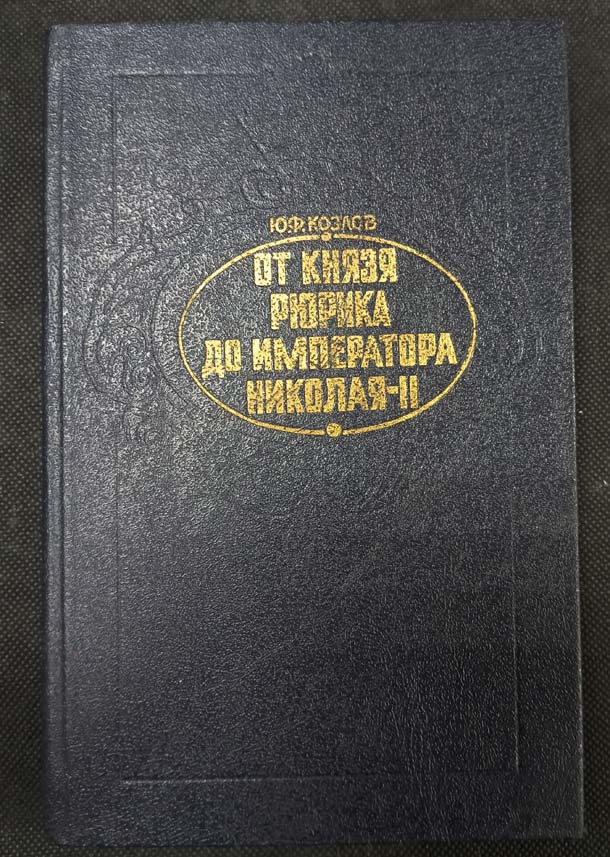 Ю.Ф. КОЗЛОВ
ОТ КНЯЗЯ
РЮРИКА
ДО ИМПЕРАТОРА
НИКОЛАЯ-II